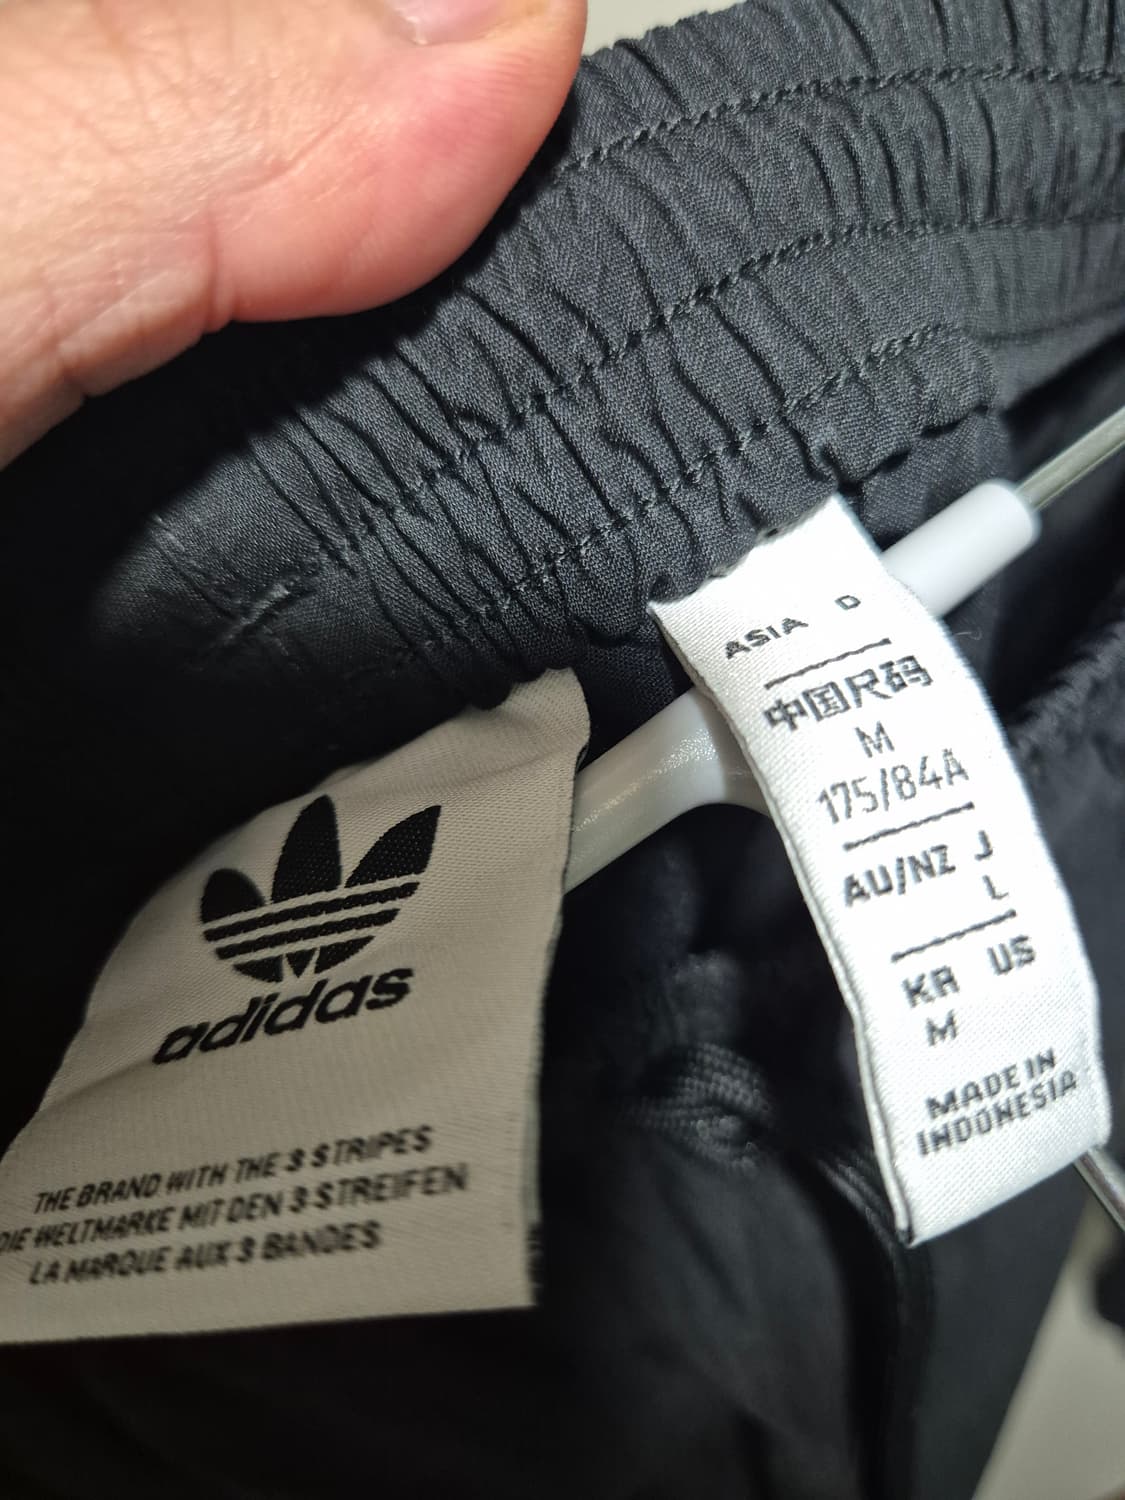 adidas
THE BRAND WITH THE 3 STRIPES
DIE WELTMARKE MIT DEN 3 STREIFEN
LA MARQUE AUX 3 BANDES
ASIA D
中国尺码
M
175/84A
AU/NZ J
L
KR US
M
MADE IN
INDONESIA